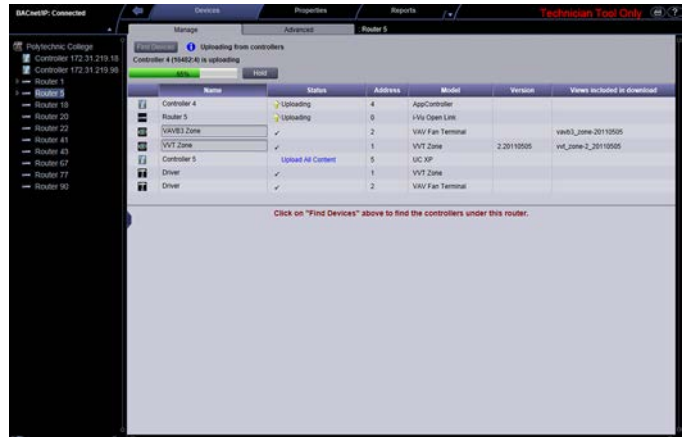 BACnet/IP: Connected
Devices
Properties
Reports
Technician Tool Only
?
Manage
Advanced
: Router 5
Polytechnic College
Controller 172.31.219.18
Controller 172.31.219.98
Router 1
Router 5
Router 18
Router 20
Router 22
Router 41
Router 43
Router 67
Router 77
Router 90
Find Devices
i Uploading from controllers
Controller 4 (16482:4) is uploading
65% Hold
Name Status Address Model Version Views included in download
Controller 4 Uploading 4 AppController
Router 5 Uploading 0 i-Vu Open Link
VAVB3 Zone ✓ 2 VAV Fan Terminal vavb3_zone-20110505
VVT Zone ✓ 1 VVT Zone 2.20110505 vvt_zone-2_20110505
Controller 5 Upload All Content 5 UC XP
Driver ✓ 1 VVT Zone
Driver ✓ 2 VAV Fan Terminal
Click on "Find Devices" above to find the controllers under this router.